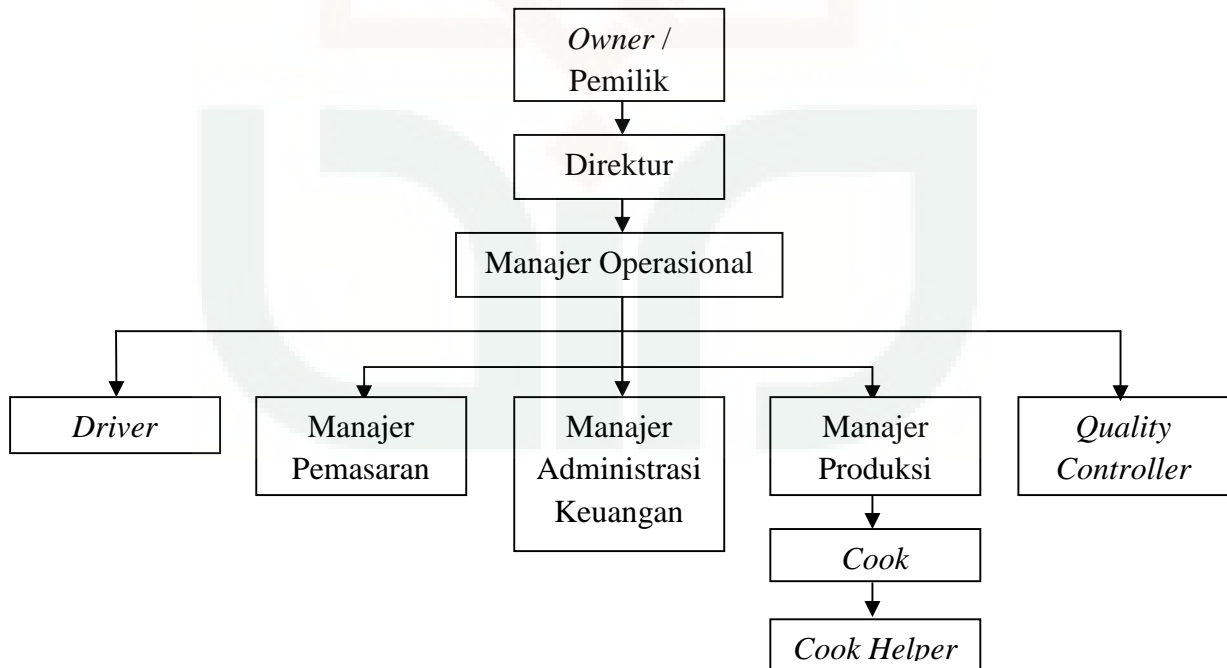 Owner /
Pemilik
Direktur
Manajer Operasional
Driver
Manajer
Pemasaran
Manajer
Administrasi
Keuangan
Manajer
Produksi
Quality
Controller
Cook
Cook Helper